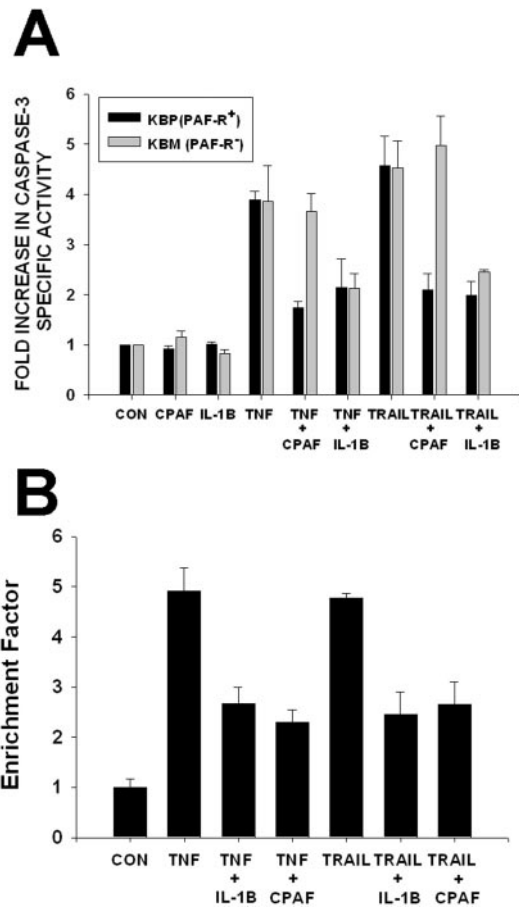 A
FOLD INCREASE IN CASPASE-3
SPECIFIC ACTIVITY
6
5
4
3
2
1
0
KBP(PAF-R+)
KBM (PAF-R-)
CON CPAF IL-1B TNF TNF TNF TRAIL TRAIL TRAIL
+ + + +
CPAF IL-1B CPAF IL-1B
B
Enrichment Factor
6
5
4
3
2
1
0
CON TNF TNF TNF TRAIL TRAIL TRAIL
+ + + +
IL-1B CPAF IL-1B CPAF